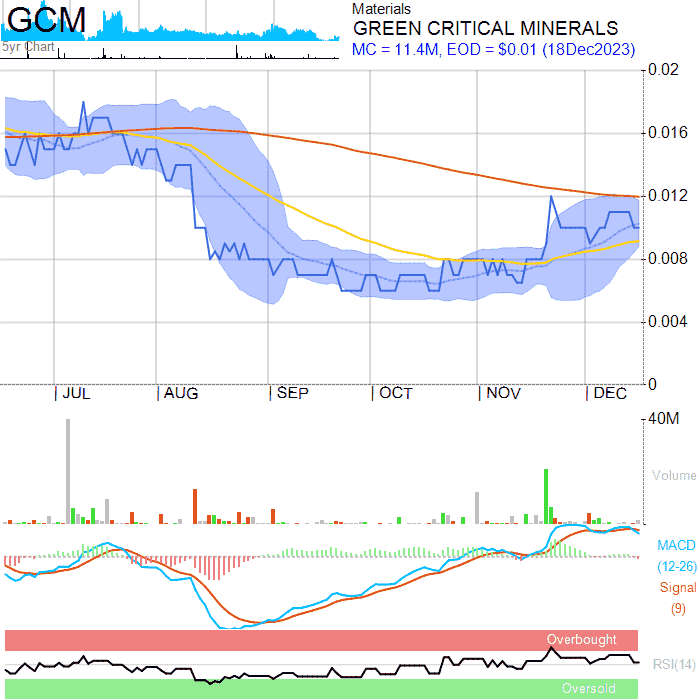 GCM
5yr Chart
Materials
GREEN CRITICAL MINERALS
MC = 11.4M, EOD = $0.01 (18Dec2023)
0.02
0.016
0.012
0.008
0.004
0
JUL AUG SEP OCT NOV DEC
40M
Volume
MACD
(12-26)
Signal
(9)
Overbought
RSI(14)
Oversold